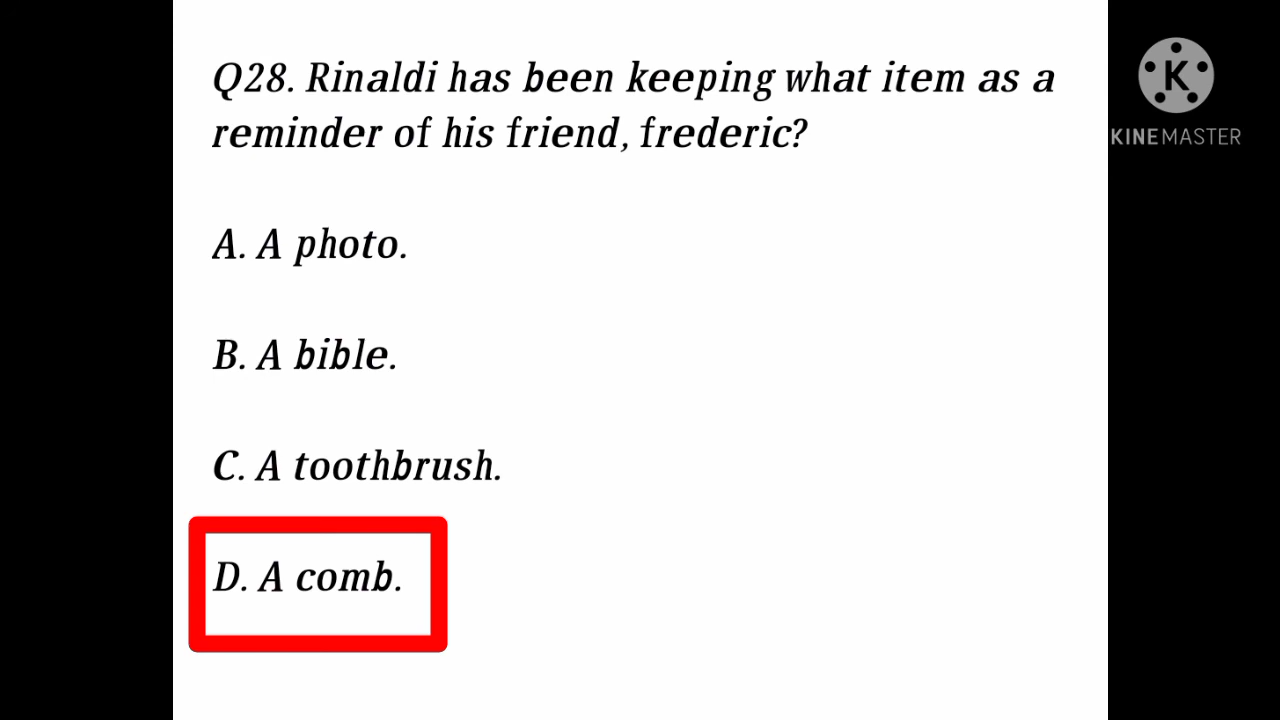 Q28. Rinaldi has been keeping what item as a
reminder of his friend, frederic?
A. A photo.
B. A bible.
C. A toothbrush.
D. A comb.
K
KINEMASTER